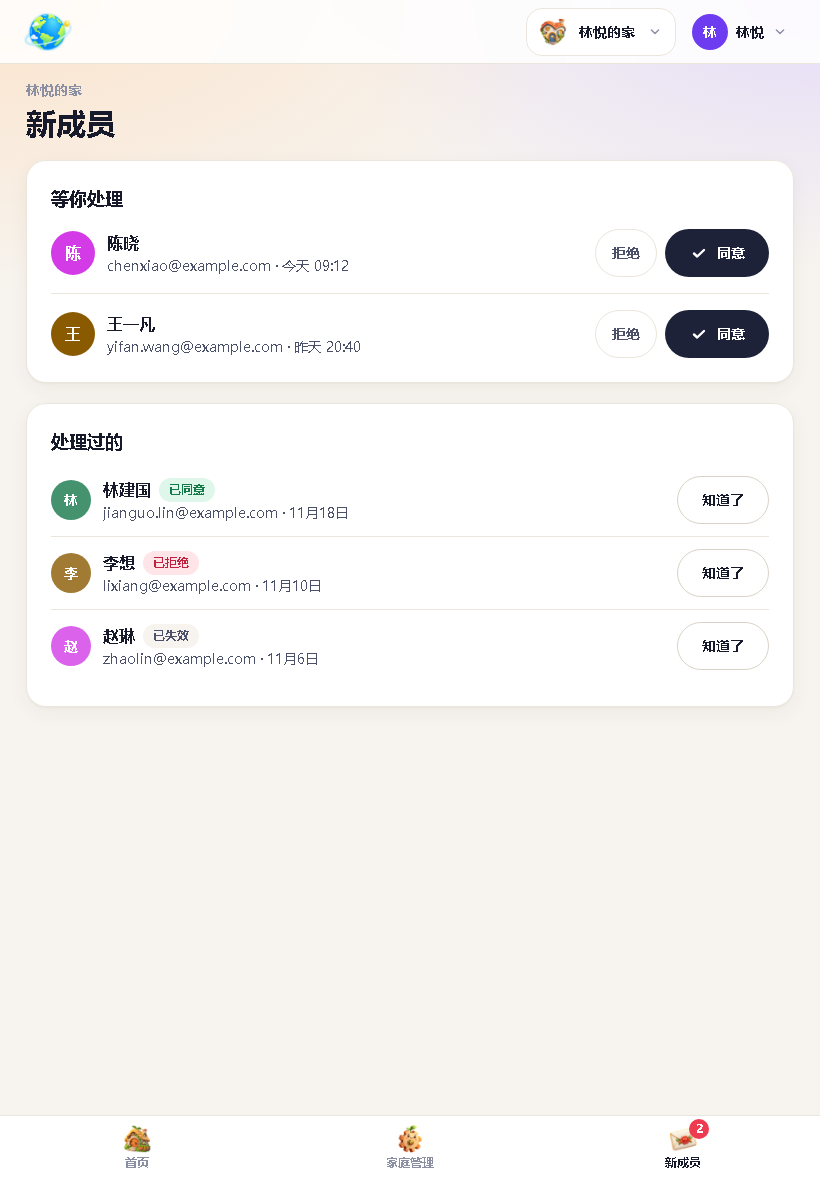 林悦的家
林 林悦
林悦的家
新成员
等你处理
陈 陈晓
chenxiao@example.com · 今天 09:12
拒绝 同意
王 王一凡
yifan.wang@example.com · 昨天 20:40
拒绝 同意
处理过的
林 林建国 已同意
jianguo.lin@example.com · 11月18日
知道了
李 李想 已拒绝
lixiang@example.com · 11月10日
知道了
赵 赵琳 已失效
zhaolin@example.com · 11月6日
知道了
首页
家庭管理
2
新成员